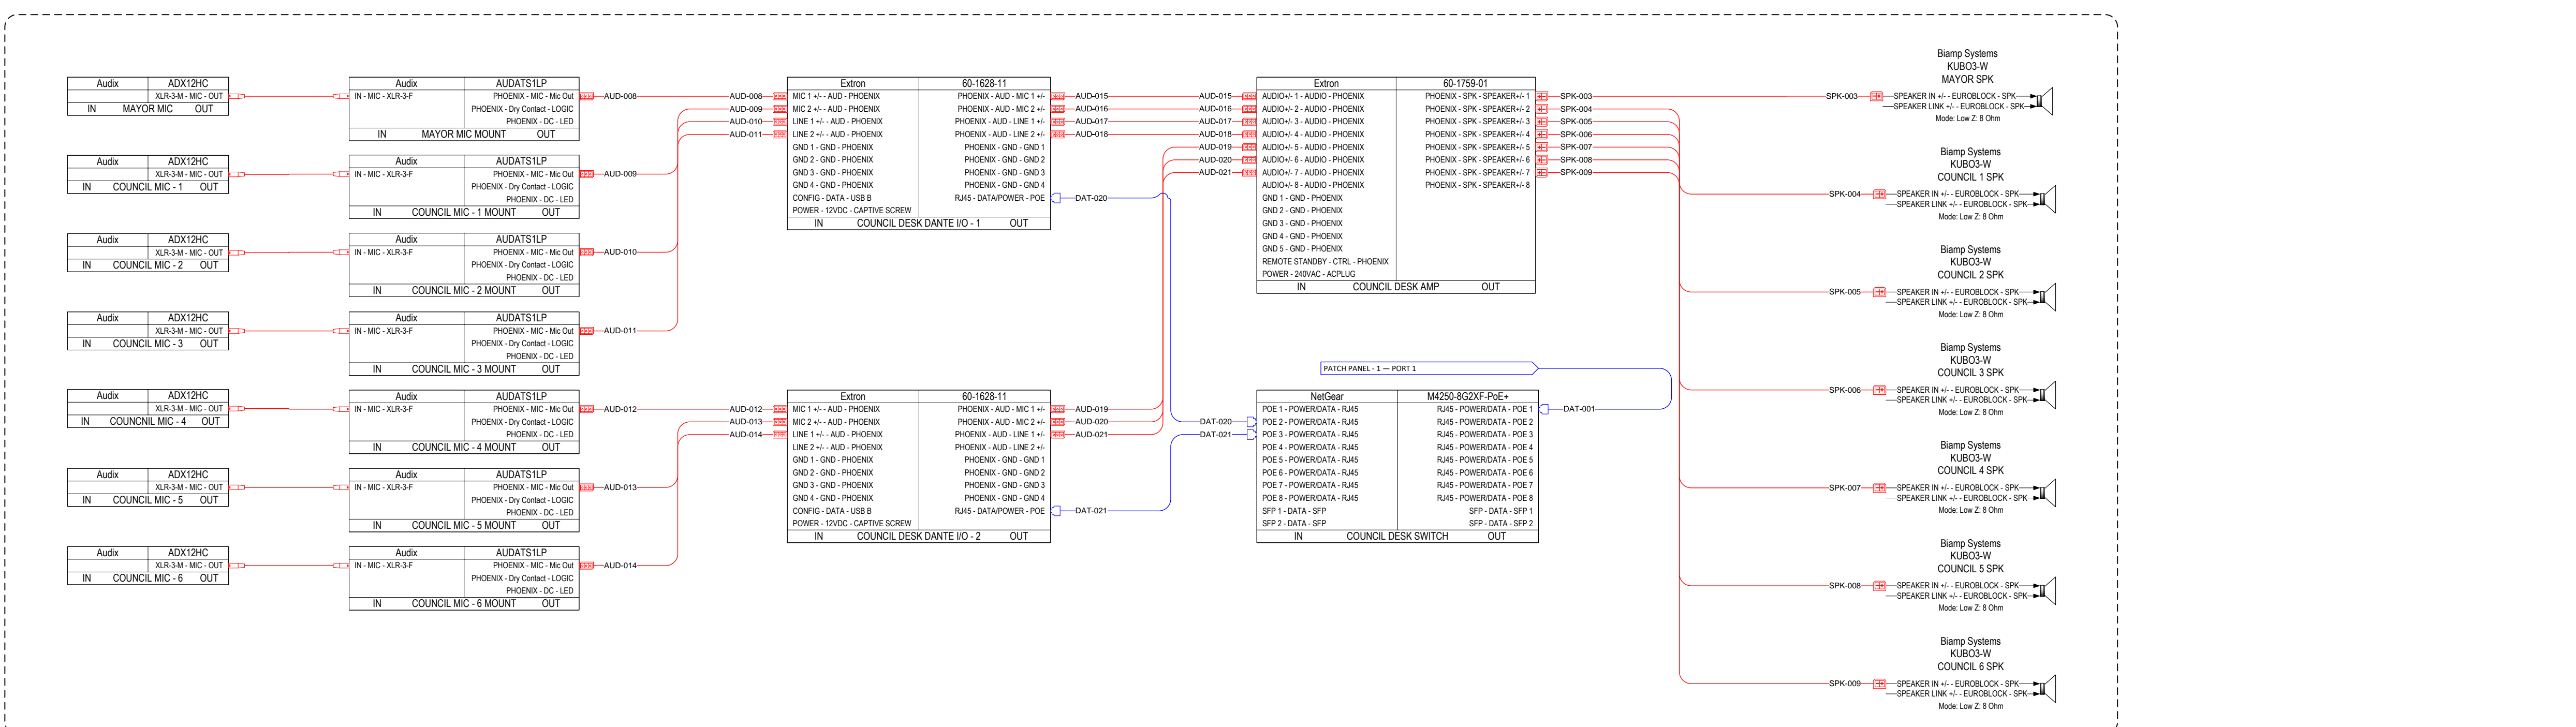 Audix ADX12HC
XLR-3-M - MIC - OUT
IN MAYOR MIC OUT
Audix ADX12HC
XLR-3-M - MIC - OUT
IN COUNCIL MIC - 1 OUT
Audix ADX12HC
XLR-3-M - MIC - OUT
IN COUNCIL MIC - 2 OUT
Audix ADX12HC
XLR-3-M - MIC - OUT
IN COUNCIL MIC - 3 OUT
Audix ADX12HC
XLR-3-M - MIC - OUT
IN COUNCNIL MIC - 4 OUT
Audix ADX12HC
XLR-3-M - MIC - OUT
IN COUNCIL MIC - 5 OUT
Audix ADX12HC
XLR-3-M - MIC - OUT
IN COUNCIL MIC - 6 OUT
Audix AUDATS1LP
IN - MIC - XLR-3-F PHOENIX - MIC - Mic Out AUD-008
PHOENIX - Dry Contact - LOGIC
PHOENIX - DC - LED
IN MAYOR MIC MOUNT OUT
Audix AUDATS1LP
IN - MIC - XLR-3-F PHOENIX - MIC - Mic Out AUD-009
PHOENIX - Dry Contact - LOGIC
PHOENIX - DC - LED
IN COUNCIL MIC - 1 MOUNT OUT
Audix AUDATS1LP
IN - MIC - XLR-3-F PHOENIX - MIC - Mic Out AUD-010
PHOENIX - Dry Contact - LOGIC
PHOENIX - DC - LED
IN COUNCIL MIC - 2 MOUNT OUT
Audix AUDATS1LP
IN - MIC - XLR-3-F PHOENIX - MIC - Mic Out AUD-011
PHOENIX - Dry Contact - LOGIC
PHOENIX - DC - LED
IN COUNCIL MIC - 3 MOUNT OUT
Audix AUDATS1LP
IN - MIC - XLR-3-F PHOENIX - MIC - Mic Out AUD-012
PHOENIX - Dry Contact - LOGIC
PHOENIX - DC - LED
IN COUNCIL MIC - 4 MOUNT OUT
Audix AUDATS1LP
IN - MIC - XLR-3-F PHOENIX - MIC - Mic Out AUD-013
PHOENIX - Dry Contact - LOGIC
PHOENIX - DC - LED
IN COUNCIL MIC - 5 MOUNT OUT
Audix AUDATS1LP
IN - MIC - XLR-3-F PHOENIX - MIC - Mic Out AUD-014
PHOENIX - Dry Contact - LOGIC
PHOENIX - DC - LED
IN COUNCIL MIC - 6 MOUNT OUT
Extron 60-1628-11
AUD-008 MIC 1 +/- - AUD - PHOENIX PHOENIX - AUD - MIC 1 +/- AUD-015
AUD-009 MIC 2 +/- - AUD - PHOENIX PHOENIX - AUD - MIC 2 +/- AUD-016
AUD-010 LINE 1 +/- - AUD - PHOENIX PHOENIX - AUD - LINE 1 +/- AUD-017
AUD-011 LINE 2 +/- - AUD - PHOENIX PHOENIX - AUD - LINE 2 +/- AUD-018
GND 1 - GND - PHOENIX PHOENIX - GND - GND 1
GND 2 - GND - PHOENIX PHOENIX - GND - GND 2
GND 3 - GND - PHOENIX PHOENIX - GND - GND 3
GND 4 - GND - PHOENIX PHOENIX - GND - GND 4
CONFIG - DATA - USB B RJ45 - DATA/POWER - POE DAT-020
POWER - 12VDC - CAPTIVE SCREW
IN COUNCIL DESK DANTE I/O - 1 OUT
Extron 60-1628-11
AUD-012 MIC 1 +/- - AUD - PHOENIX PHOENIX - AUD - MIC 1 +/- AUD-019
AUD-013 MIC 2 +/- - AUD - PHOENIX PHOENIX - AUD - MIC 2 +/- AUD-020
AUD-014 LINE 1 +/- - AUD - PHOENIX PHOENIX - AUD - LINE 1 +/- AUD-021
LINE 2 +/- - AUD - PHOENIX PHOENIX - AUD - LINE 2 +/-
GND 1 - GND - PHOENIX PHOENIX - GND - GND 1
GND 2 - GND - PHOENIX PHOENIX - GND - GND 2
GND 3 - GND - PHOENIX PHOENIX - GND - GND 3
GND 4 - GND - PHOENIX PHOENIX - GND - GND 4
CONFIG - DATA - USB B RJ45 - DATA/POWER - POE DAT-021
POWER - 12VDC - CAPTIVE SCREW
IN COUNCIL DESK DANTE I/O - 2 OUT
Extron 60-1759-01
AUD-015 AUDIO+/- 1 - AUDIO - PHOENIX PHOENIX - SPK - SPEAKER+/- 1 SPK-003
AUD-016 AUDIO+/- 2 - AUDIO - PHOENIX PHOENIX - SPK - SPEAKER+/- 2 SPK-004
AUD-017 AUDIO+/- 3 - AUDIO - PHOENIX PHOENIX - SPK - SPEAKER+/- 3 SPK-005
AUD-018 AUDIO+/- 4 - AUDIO - PHOENIX PHOENIX - SPK - SPEAKER+/- 4 SPK-006
AUD-019 AUDIO+/- 5 - AUDIO - PHOENIX PHOENIX - SPK - SPEAKER+/- 5 SPK-007
AUD-020 AUDIO+/- 6 - AUDIO - PHOENIX PHOENIX - SPK - SPEAKER+/- 6 SPK-008
AUD-021 AUDIO+/- 7 - AUDIO - PHOENIX PHOENIX - SPK - SPEAKER+/- 7 SPK-009
AUDIO+/- 8 - AUDIO - PHOENIX PHOENIX - SPK - SPEAKER+/- 8
GND 1 - GND - PHOENIX
GND 2 - GND - PHOENIX
GND 3 - GND - PHOENIX
GND 4 - GND - PHOENIX
GND 5 - GND - PHOENIX
REMOTE STANDBY - CTRL - PHOENIX
POWER - 240VAC - ACPLUG
IN COUNCIL DESK AMP OUT
PATCH PANEL - 1 — PORT 1
NetGear M4250-8G2XF-PoE+
POE 1 - POWER/DATA - RJ45 RJ45 - POWER/DATA - POE 1 DAT-001
DAT-020 POE 2 - POWER/DATA - RJ45 RJ45 - POWER/DATA - POE 2
DAT-021 POE 3 - POWER/DATA - RJ45 RJ45 - POWER/DATA - POE 3
POE 4 - POWER/DATA - RJ45 RJ45 - POWER/DATA - POE 4
POE 5 - POWER/DATA - RJ45 RJ45 - POWER/DATA - POE 5
POE 6 - POWER/DATA - RJ45 RJ45 - POWER/DATA - POE 6
POE 7 - POWER/DATA - RJ45 RJ45 - POWER/DATA - POE 7
POE 8 - POWER/DATA - RJ45 RJ45 - POWER/DATA - POE 8
SFP 1 - DATA - SFP SFP - DATA - SFP 1
SFP 2 - DATA - SFP SFP - DATA - SFP 2
IN COUNCIL DESK SWITCH OUT
Biamp Systems
KUBO3-W
MAYOR SPK
SPK-003 SPEAKER IN +/- - EUROBLOCK - SPK
SPEAKER LINK +/- - EUROBLOCK - SPK
Mode: Low Z: 8 Ohm
Biamp Systems
KUBO3-W
COUNCIL 1 SPK
SPK-004 SPEAKER IN +/- - EUROBLOCK - SPK
SPEAKER LINK +/- - EUROBLOCK - SPK
Mode: Low Z: 8 Ohm
Biamp Systems
KUBO3-W
COUNCIL 2 SPK
SPK-005 SPEAKER IN +/- - EUROBLOCK - SPK
SPEAKER LINK +/- - EUROBLOCK - SPK
Mode: Low Z: 8 Ohm
Biamp Systems
KUBO3-W
COUNCIL 3 SPK
SPK-006 SPEAKER IN +/- - EUROBLOCK - SPK
SPEAKER LINK +/- - EUROBLOCK - SPK
Mode: Low Z: 8 Ohm
Biamp Systems
KUBO3-W
COUNCIL 4 SPK
SPK-007 SPEAKER IN +/- - EUROBLOCK - SPK
SPEAKER LINK +/- - EUROBLOCK - SPK
Mode: Low Z: 8 Ohm
Biamp Systems
KUBO3-W
COUNCIL 5 SPK
SPK-008 SPEAKER IN +/- - EUROBLOCK - SPK
SPEAKER LINK +/- - EUROBLOCK - SPK
Mode: Low Z: 8 Ohm
Biamp Systems
KUBO3-W
COUNCIL 6 SPK
SPK-009 SPEAKER IN +/- - EUROBLOCK - SPK
SPEAKER LINK +/- - EUROBLOCK - SPK
Mode: Low Z: 8 Ohm